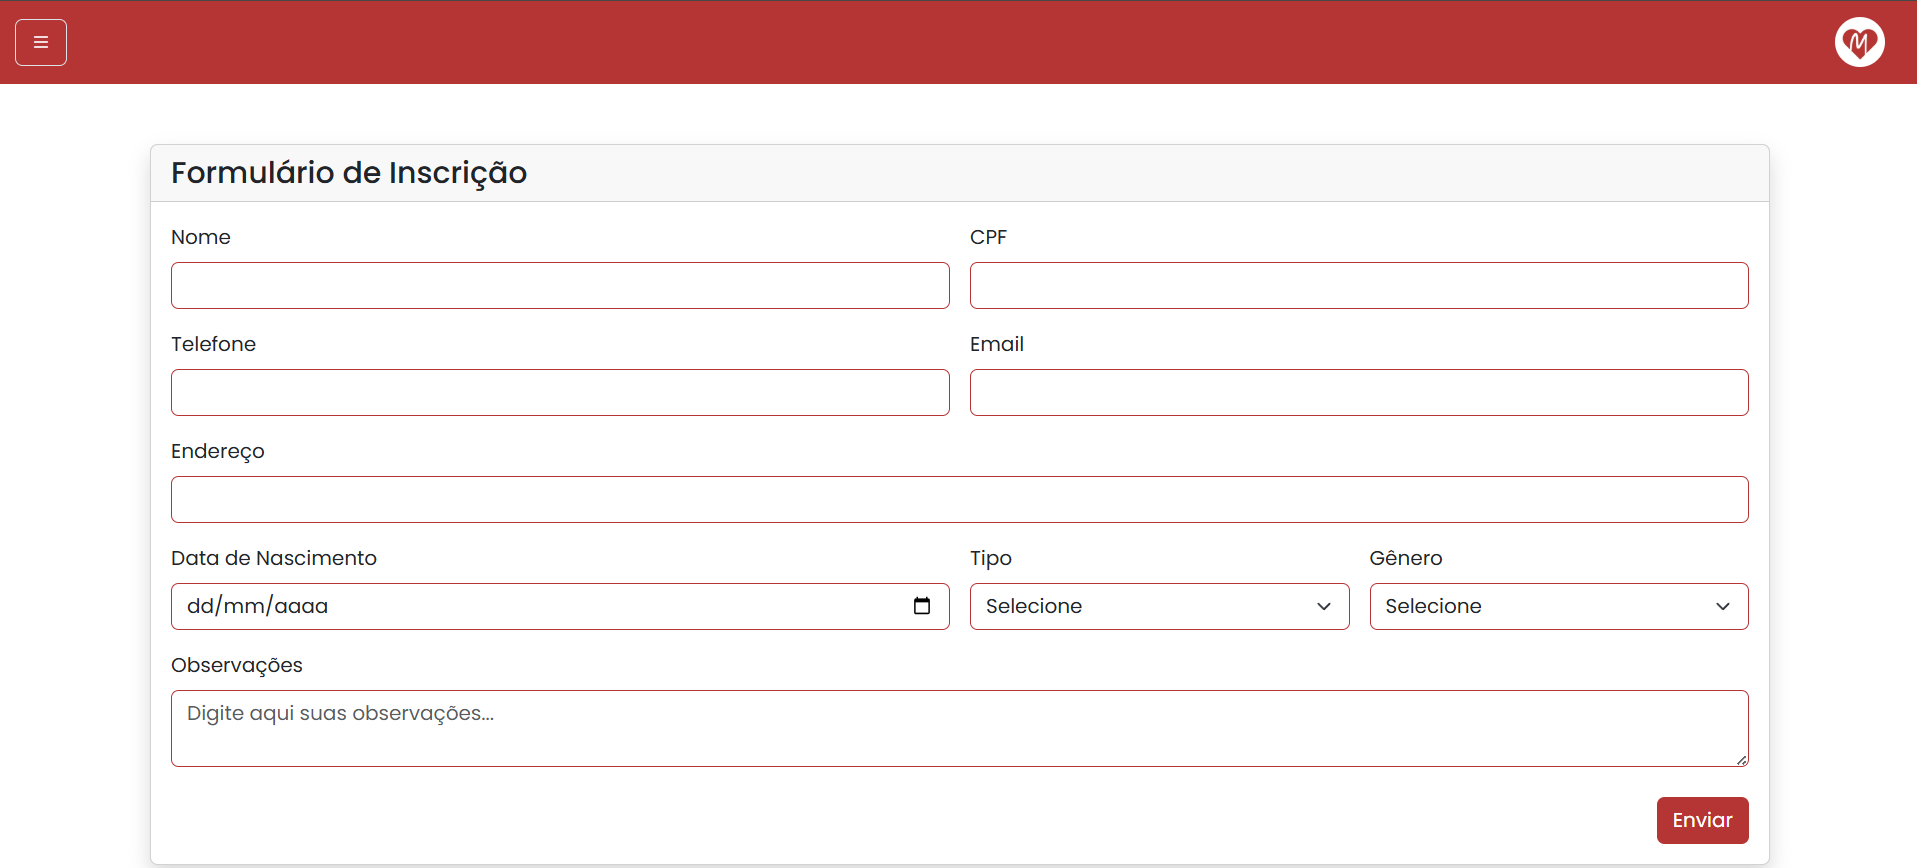 M
Formulário de Inscrição
Nome CPF
Telefone Email
Endereço
Data de Nascimento Tipo Gênero
dd/mm/aaaa Selecione Selecione
Observações
Digite aqui suas observações...
Enviar